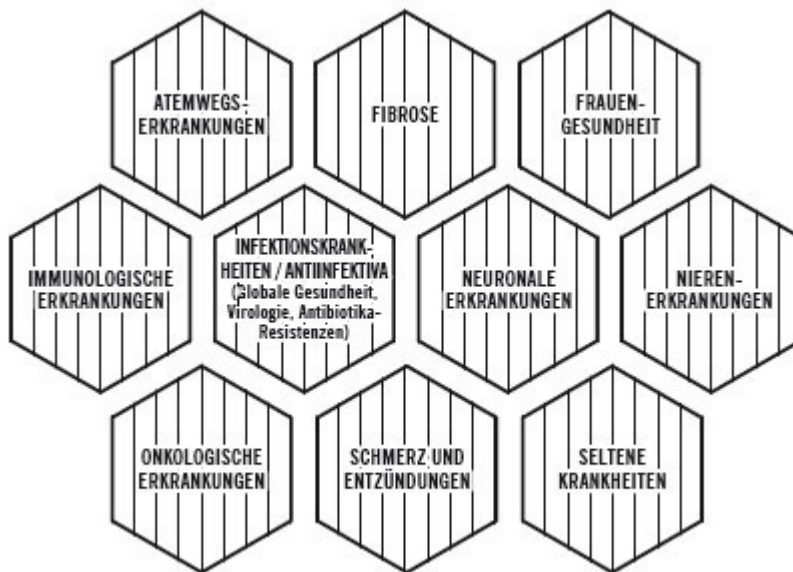 ATEMWEGS-
ERKRANKUNGEN
FIBROSE
FRAUEN-
GESUNDHEIT
IMMUNOLOGISCHE
ERKRANKUNGEN
INFEKTIONSKRANK-
HEITEN / ANTIINFEKTIVA
(Globale Gesundheit,
Virologie, Antibiotika-
Resistenzen)
NEURONALE
ERKRANKUNGEN
NIEREN-
ERKRANKUNGEN
ONKOLOGISCHE
ERKRANKUNGEN
SCHMERZ UND
ENTZÜNDUNGEN
SELTENE
KRANKHEITEN